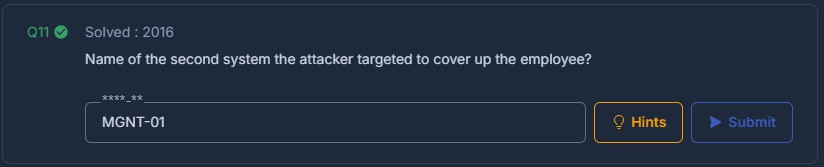 Q11 Solved : 2016
Name of the second system the attacker targeted to cover up the employee?
****-**
MGNT-01 Hints Submit